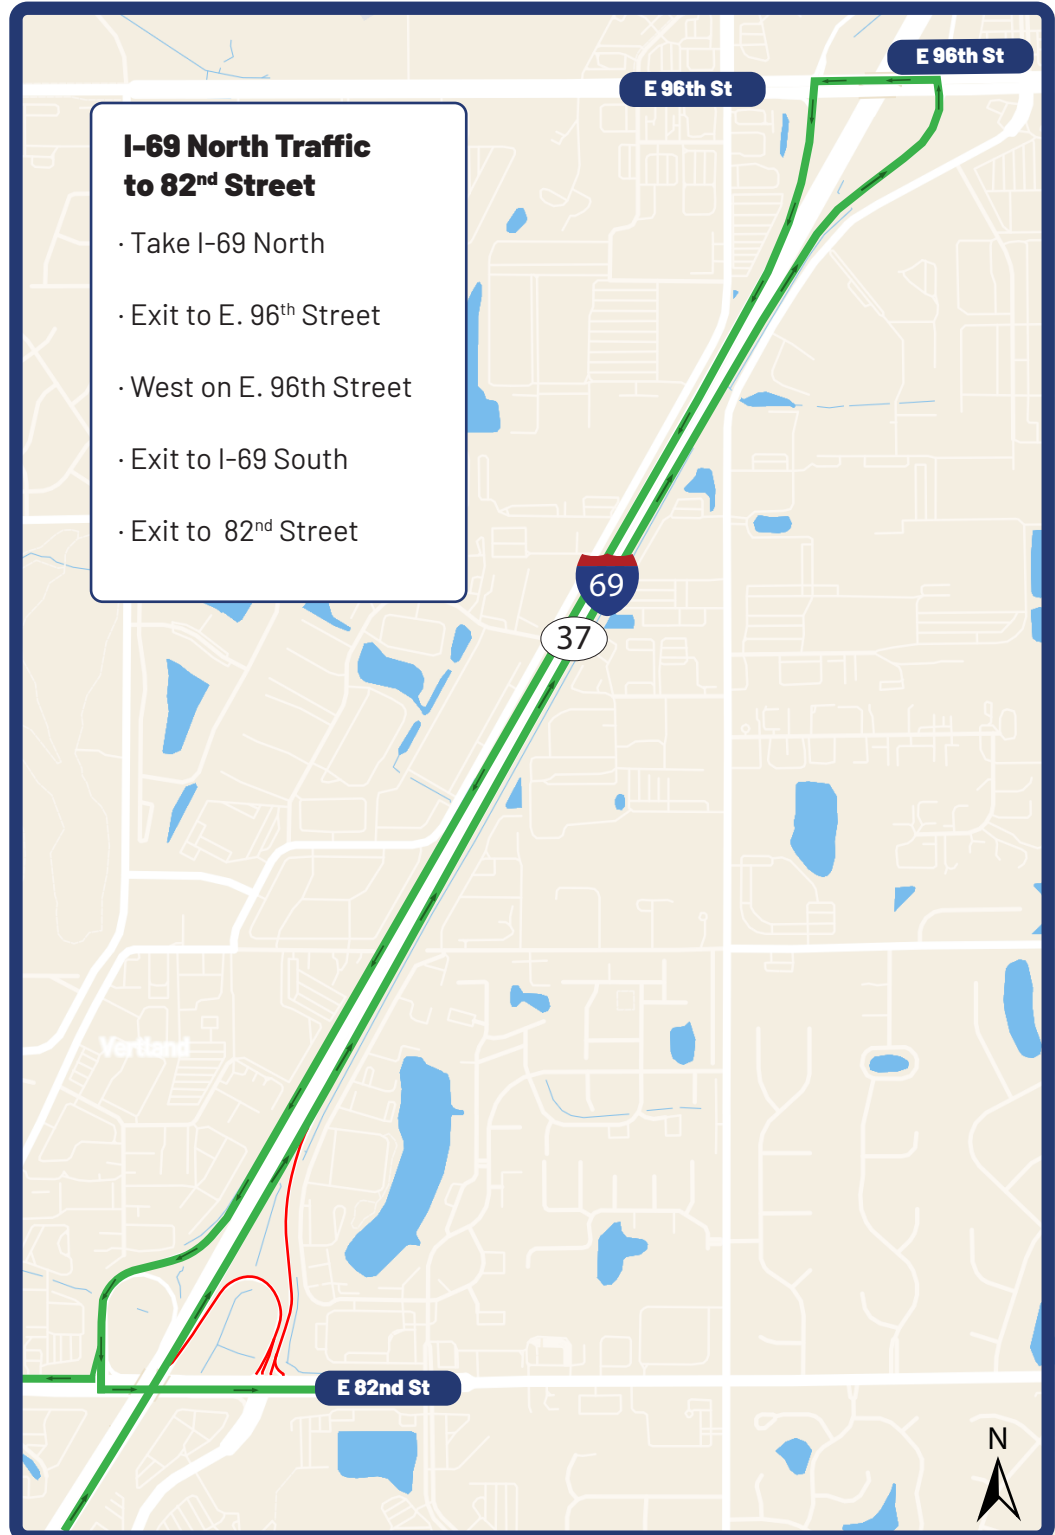 E 96th St
E 96th St
I-69 North Traffic
to 82nd Street
· Take I-69 North
· Exit to E. 96th Street
· West on E. 96th Street
· Exit to I-69 South
· Exit to 82nd Street
69
37
Vertland
E 82nd St
N